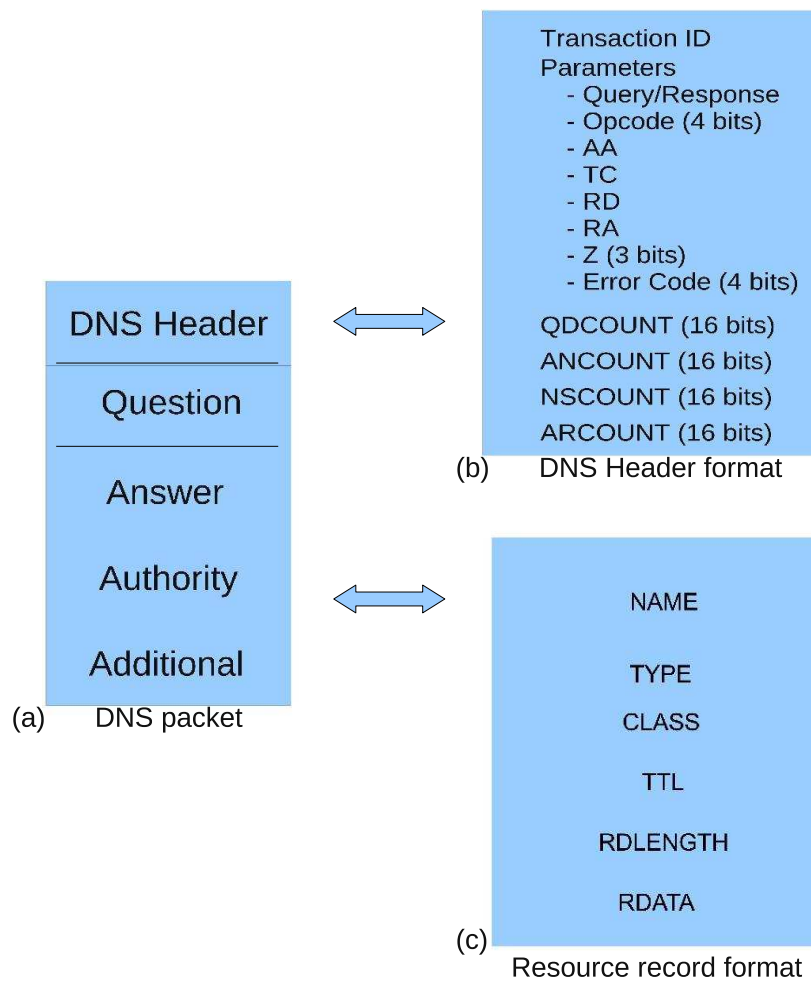 DNS Header
Question
Answer
Authority
Additional
(a) DNS packet
Transaction ID
Parameters
- Query/Response
- Opcode (4 bits)
- AA
- TC
- RD
- RA
- Z (3 bits)
- Error Code (4 bits)
QDCOUNT (16 bits)
ANCOUNT (16 bits)
NSCOUNT (16 bits)
ARCOUNT (16 bits)
(b) DNS Header format
NAME
TYPE
CLASS
TTL
RDLENGTH
RDATA
(c)
Resource record format